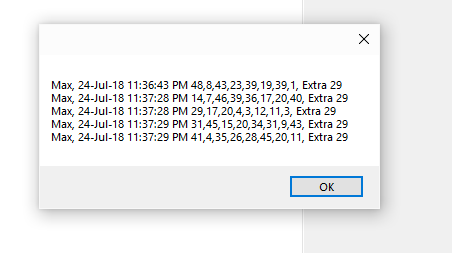 Max, 24-Jul-18 11:36:43 PM 48,8,43,23,39,19,39,1, Extra 29
Max, 24-Jul-18 11:37:28 PM 14,7,46,39,36,17,20,40, Extra 29
Max, 24-Jul-18 11:37:28 PM 29,17,20,4,3,12,11,3, Extra 29
Max, 24-Jul-18 11:37:29 PM 31,45,15,20,34,31,9,43, Extra 29
Max, 24-Jul-18 11:37:29 PM 41,4,35,26,28,45,20,11, Extra 29
OK